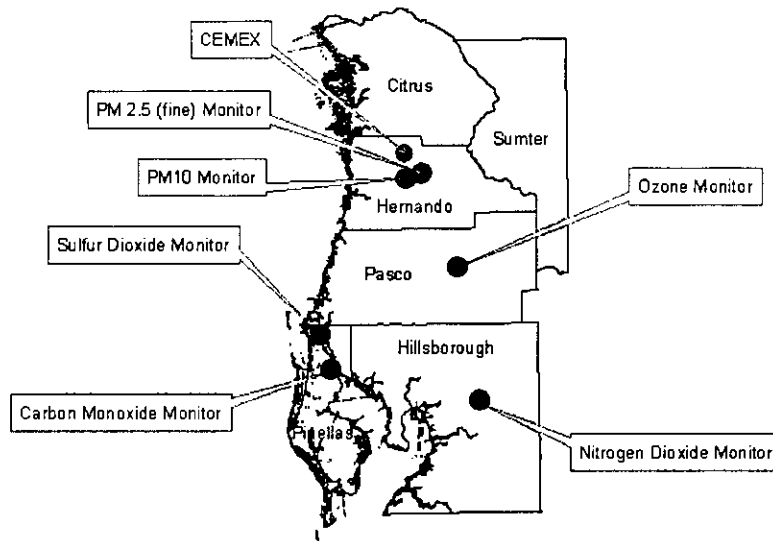 CEMEX
Citrus
PM 2.5 (fine) Monitor
Sumter
PM10 Monitor
Ozone Monitor
Hernando
Sulfur Dioxide Monitor
Pasco
Hillsborough
Carbon Monoxide Monitor
Pinellas
Nitrogen Dioxide Monitor